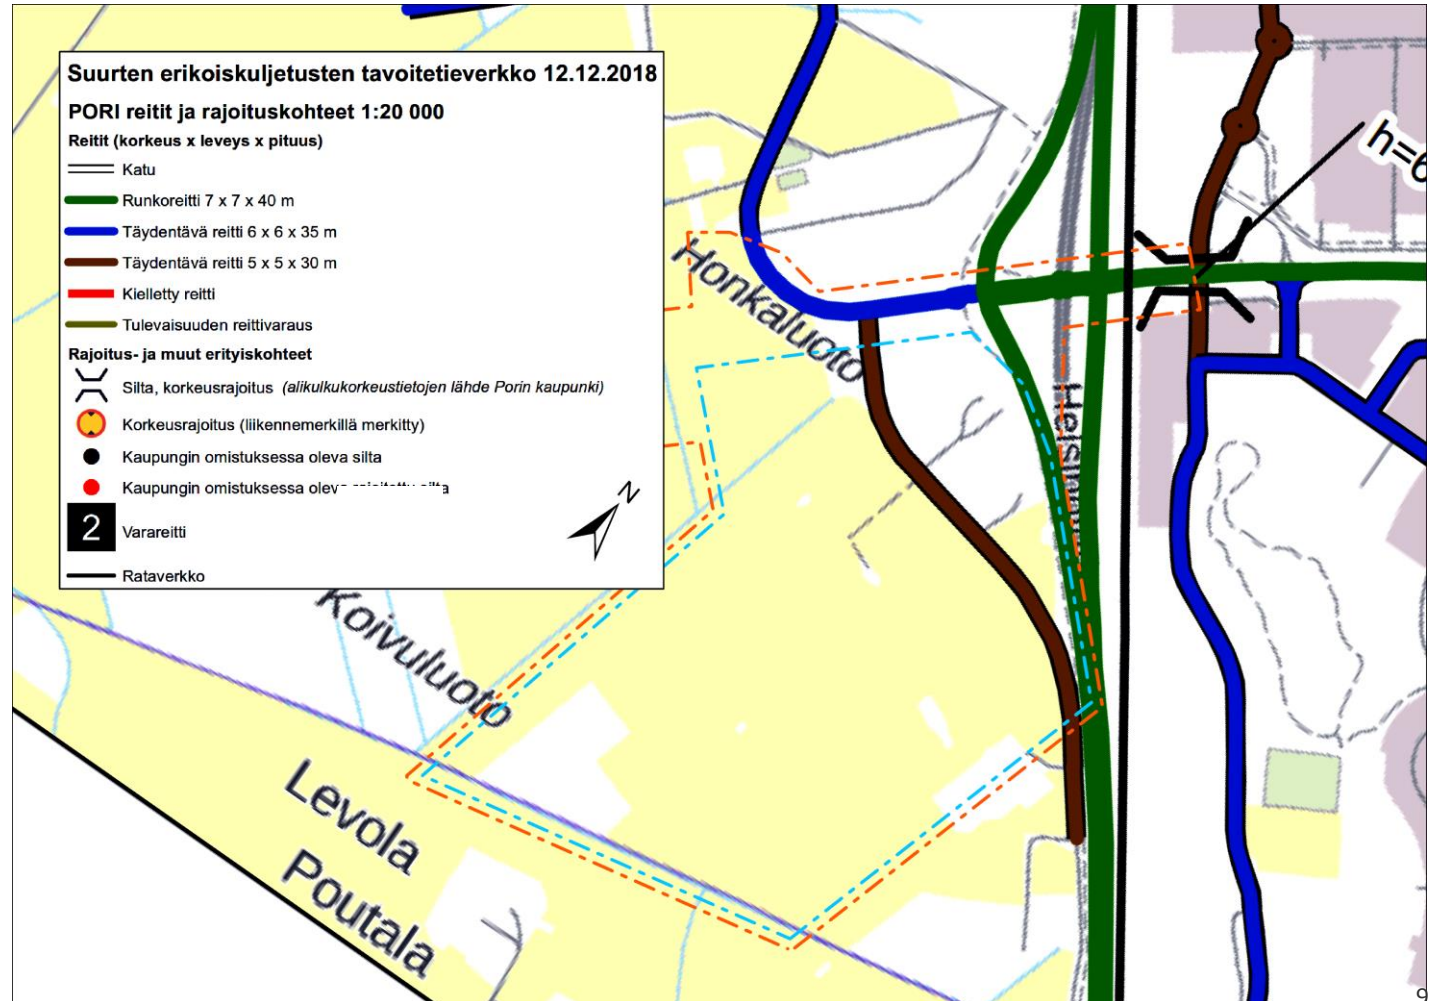 Suurten erikoiskuljetusten tavoitetieverkko 12.12.2018
PORI reitit ja rajoituskohteet 1:20 000
Reitit (korkeus x leveys x pituus)
Katu
Runkoreitti 7 x 7 x 40 m
Täydentävä reitti 6 x 6 x 35 m
Täydentävä reitti 5 x 5 x 30 m
Kielletty reitti
Tulevaisuuden reittivaraus
Rajoitus- ja muut erityiskohteet
Silta, korkeusrajoitus (alikulkukorkeustietojen lähde Porin kaupunki)
Korkeusrajoitus (liikennemerkillä merkitty)
Kaupungin omistuksessa oleva silta
Kaupungin omistuksessa oleva rajoitettu silta
2 Varareitti
Rataverkko
N
h=6
Honkaluoto
Koivuluoto
Levola
Poutala
9